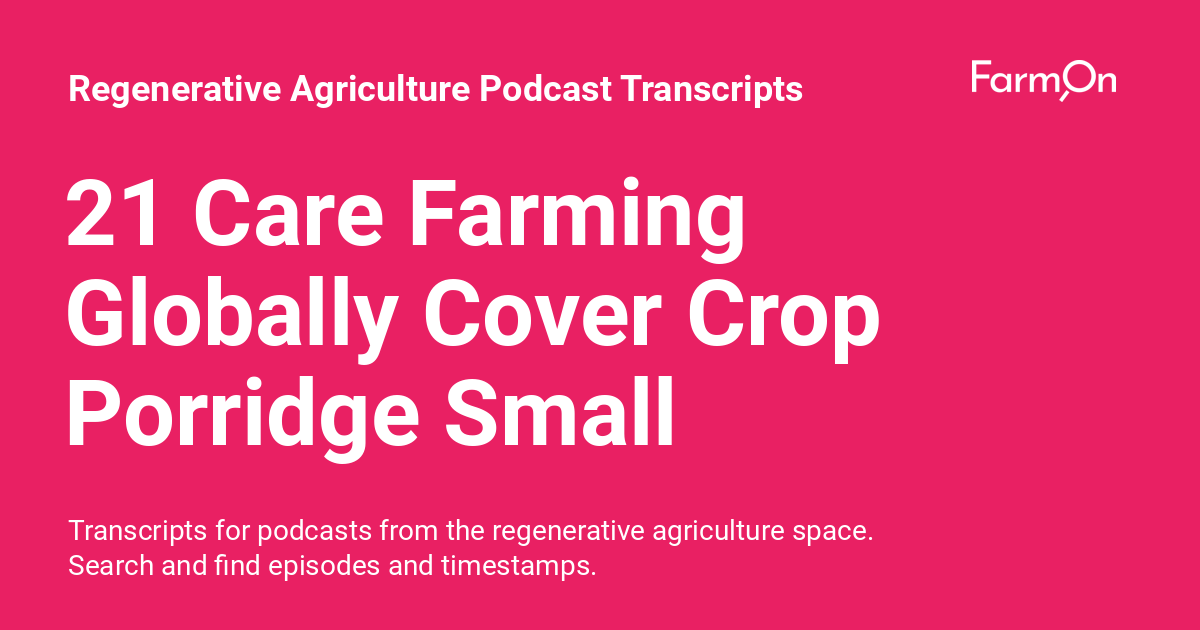 Regenerative Agriculture Podcast Transcripts
FarmOn
21 Care Farming
Globally Cover Crop
Porridge Small
Transcripts for podcasts from the regenerative agriculture space.
Search and find episodes and timestamps.